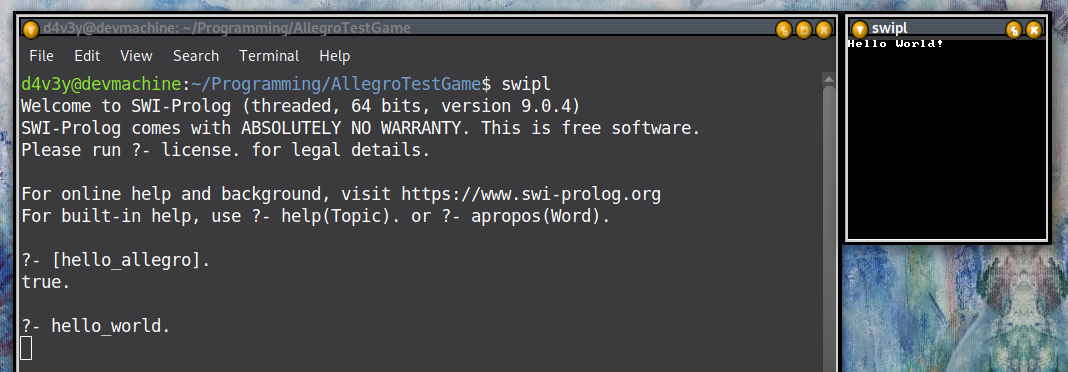 d4v3y@devmachine: ~/Programming/AllegroTestGame
File Edit View Search Terminal Help
d4v3y@devmachine:~/Programming/AllegroTestGame$ swipl
Welcome to SWI-Prolog (threaded, 64 bits, version 9.0.4)
SWI-Prolog comes with ABSOLUTELY NO WARRANTY. This is free software.
Please run ?- license. for legal details.
For online help and background, visit https://www.swi-prolog.org
For built-in help, use ?- help(Topic). or ?- apropos(Word).
?- [hello_allegro].
true.
?- hello_world.
swipl
Hello World!